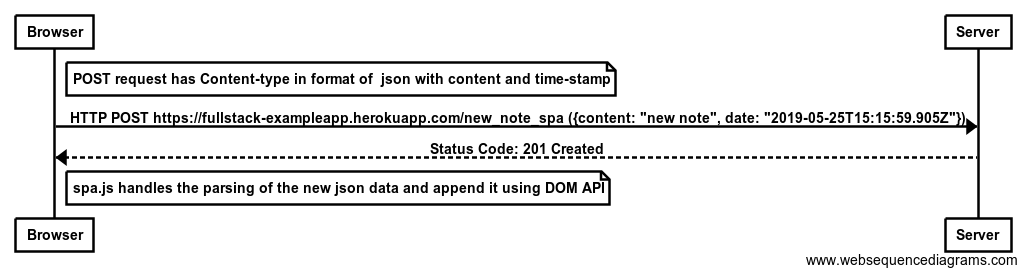 Browser Server
POST request has Content-type in format of  json with content and time-stamp
HTTP POST https://fullstack-exampleapp.herokuapp.com/new_note_spa ({content: "new note", date: "2019-05-25T15:15:59.905Z"})
Status Code: 201 Created
spa.js handles the parsing of the new json data and append it using DOM API
Browser Server
www.websequencediagrams.com